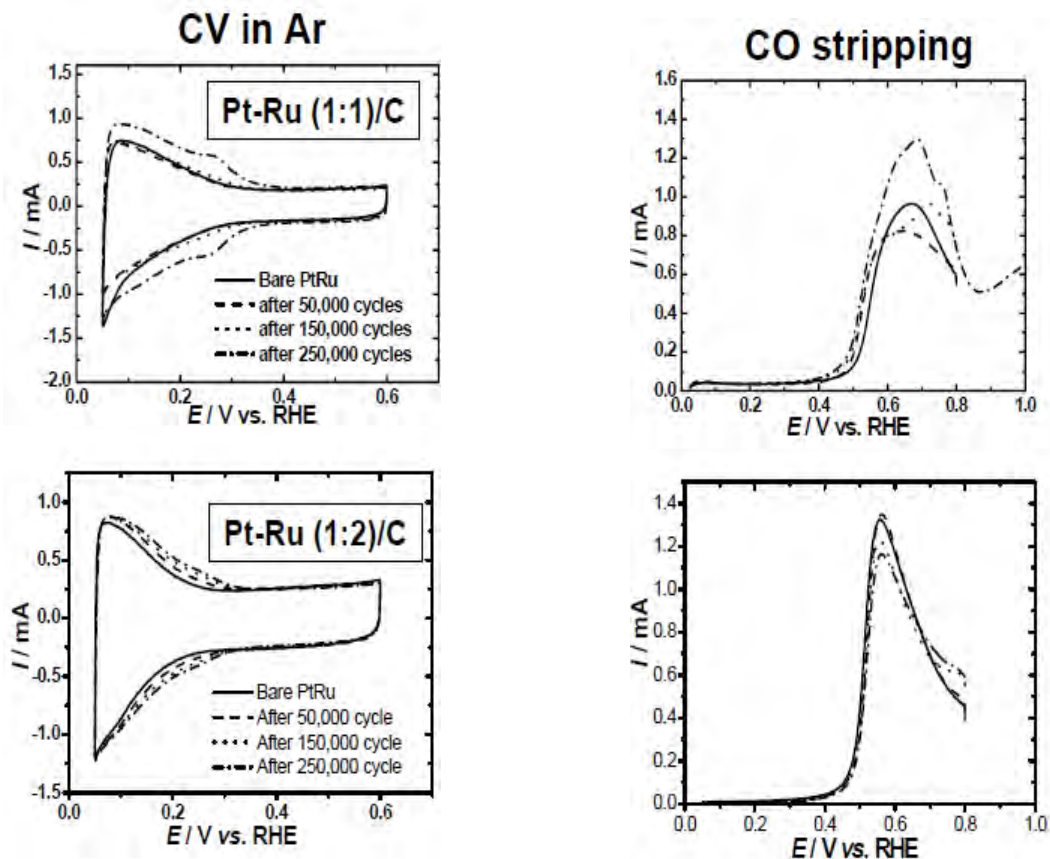 CV in Ar
CO stripping
1.5
1.0
0.5
0.0
-0.5
-1.0
-1.5
-2.0
I / mA
Pt-Ru (1:1)/C
Bare PtRu
after 50,000 cycles
after 150,000 cycles
after 250,000 cycles
0.0 0.2 0.4 0.6
E / V vs. RHE
1.6
1.4
1.2
1.0
0.8
0.6
0.4
0.2
0.0
I / mA
0.0 0.2 0.4 0.6 0.8 1.0
E / V vs. RHE
1.0
0.5
0.0
-0.5
-1.0
-1.5
I / mA
Pt-Ru (1:2)/C
Bare PtRu
After 50,000 cycle
After 150,000 cycle
After 250,000 cycle
0.0 0.2 0.4 0.6
E / V vs. RHE
1.4
1.2
1.0
0.8
0.6
0.4
0.2
0.0
I / mA
0.0 0.2 0.4 0.6 0.8 1.0
E / V vs. RHE